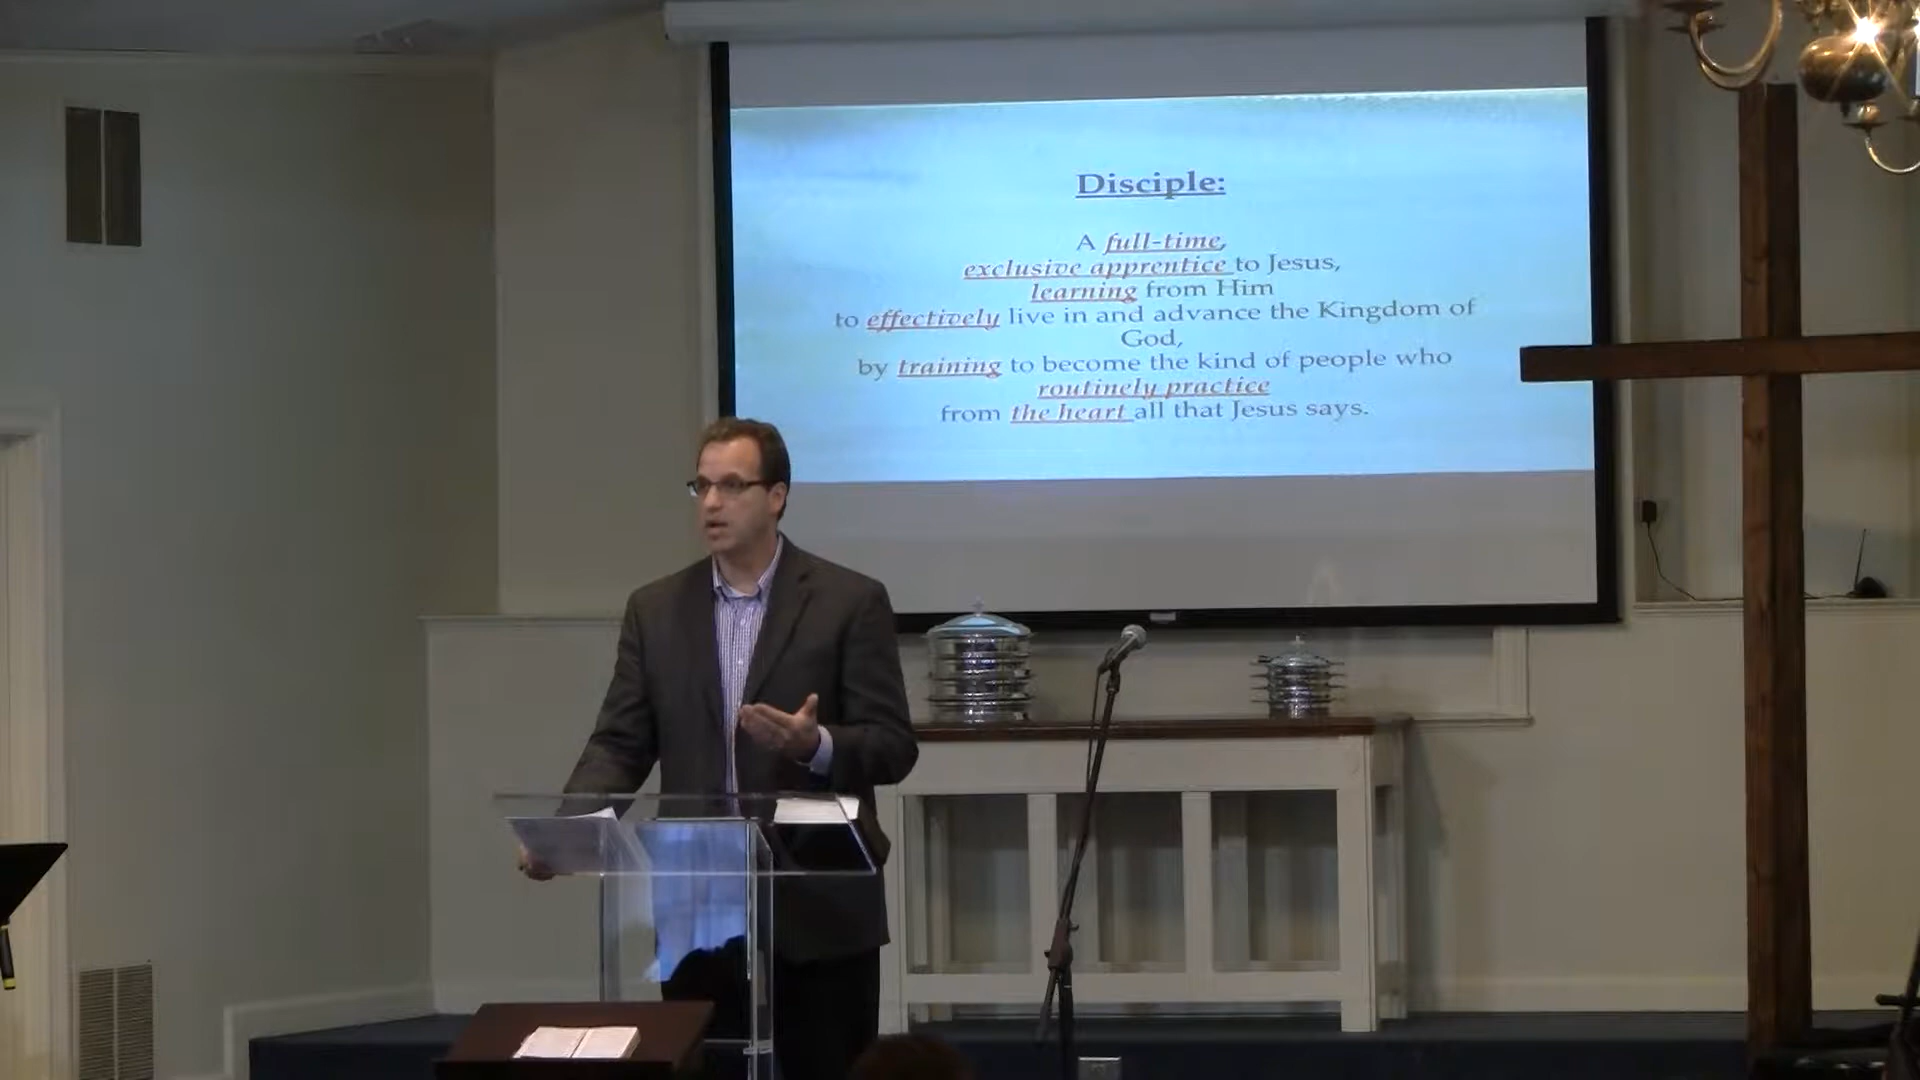 Disciple:
A full-time,
exclusive apprentice to Jesus,
learning from Him
to effectively live in and advance the Kingdom of
God,
by training to become the kind of people who
routinely practice
from the heart all that Jesus says.